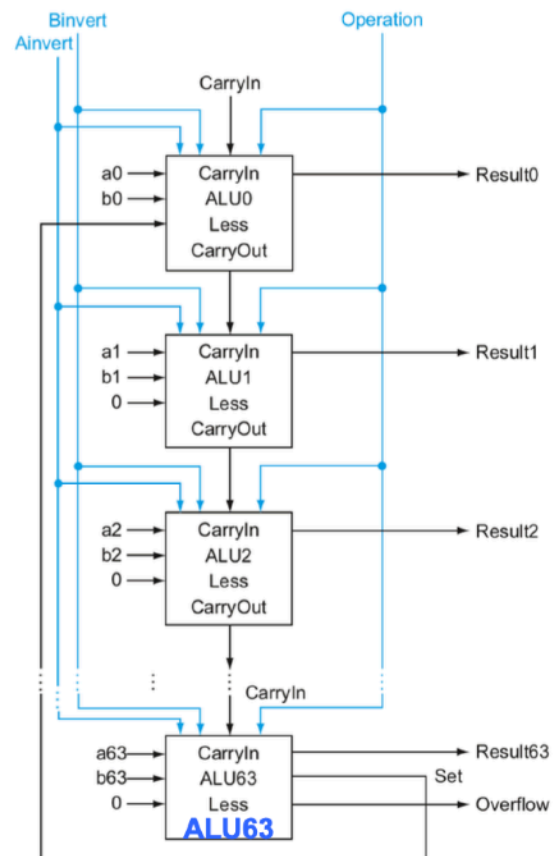 Binvert
Operation
Ainvert
CarryIn
a0
CarryIn
Result0
b0
ALU0
Less
CarryOut
a1
CarryIn
Result1
b1
ALU1
0
Less
CarryOut
a2
CarryIn
Result2
b2
ALU2
0
Less
CarryOut
CarryIn
a63
CarryIn
Result63
b63
ALU63
Set
0
Less
Overflow
ALU63